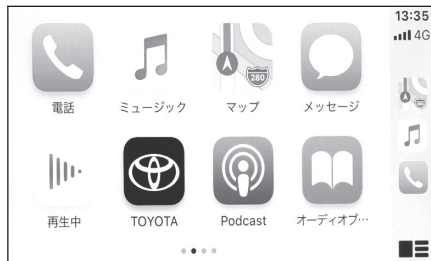 13:35
4G
280
電話
ミュージック
マップ
メッセージ
再生中
TOYOTA
Podcast
オーディオブ…